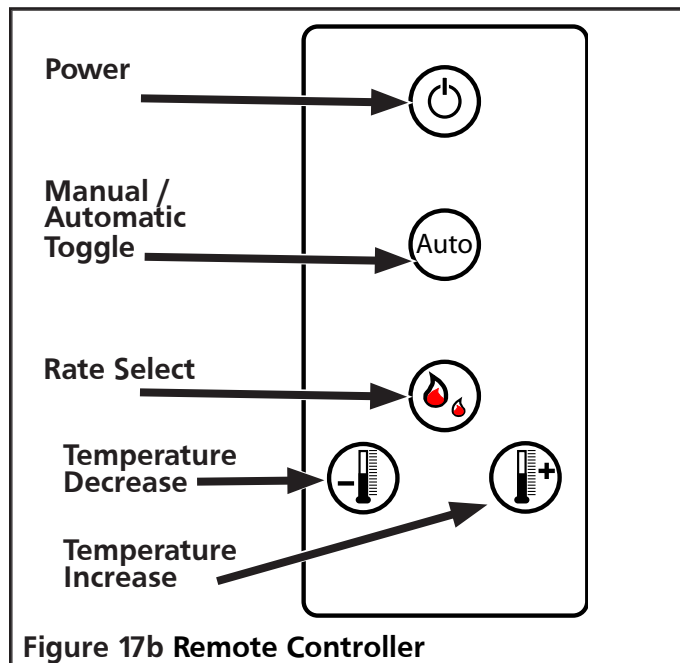 Power
Manual /
Automatic
Toggle
Auto
Rate Select
Temperature
Decrease
–
+
Temperature
Increase
Figure 17b Remote Controller